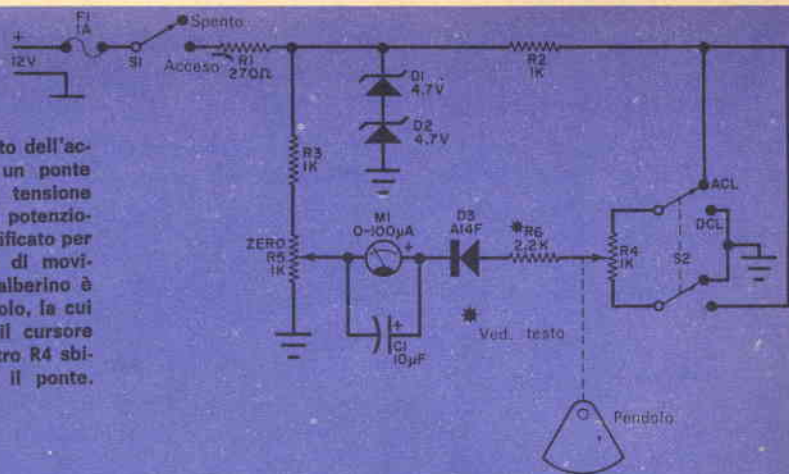 F1
1A
+
12V
S1
Spento
Acceso
R1
270Ω
D1
4.7V
D2
4.7V
R2
1K
R3
1K
ZERO
R5
1K
M1
0-100µA
+
D3
A14F
*R6
2.2K
+
C1
10µF
* Ved. testo
R4
1K
ACL
DCL
S2
Pendolo
to dell'ac-
un ponte
tensione
potenzio-
ificato per
di movi-
alberino è
olo, la cui
il cursore
tro R4 sbi-
il ponte.